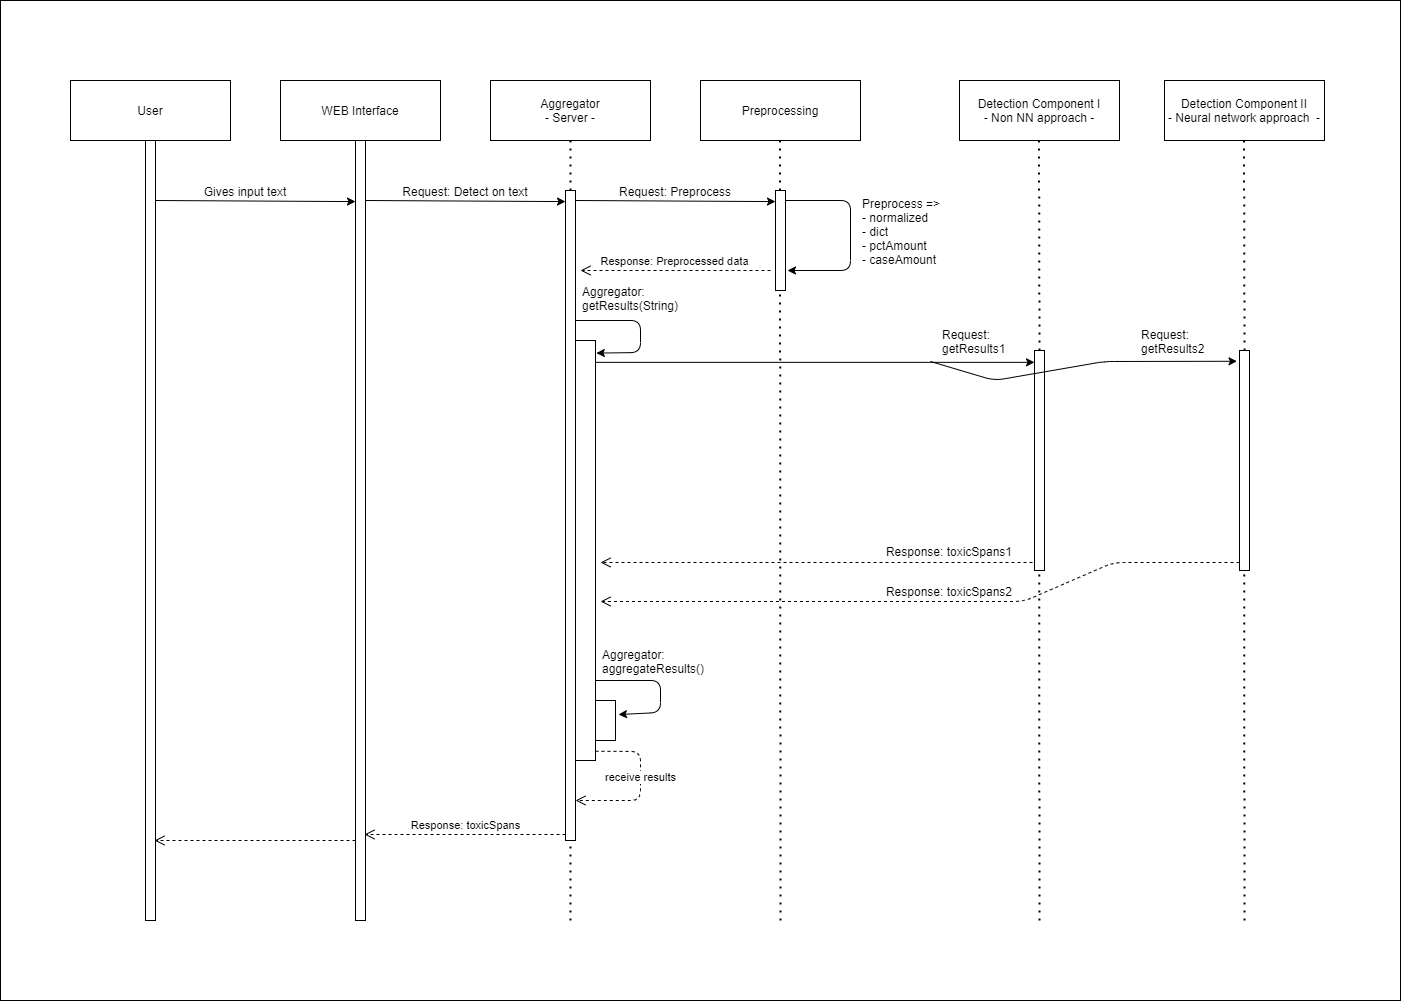 User
WEB Interface
Aggregator
- Server -
Preprocessing
Detection Component I
- Non NN approach -
Detection Component II
- Neural network approach  -
Gives input text
Request: Detect on text
Request: Preprocess
Preprocess =>
- normalized
- dict
- pctAmount
- caseAmount
Response: Preprocessed data
Aggregator:
getResults(String)
Request:
getResults1
Request:
getResults2
Response: toxicSpans1
Response: toxicSpans2
Aggregator:
aggregateResults()
receive results
Response: toxicSpans